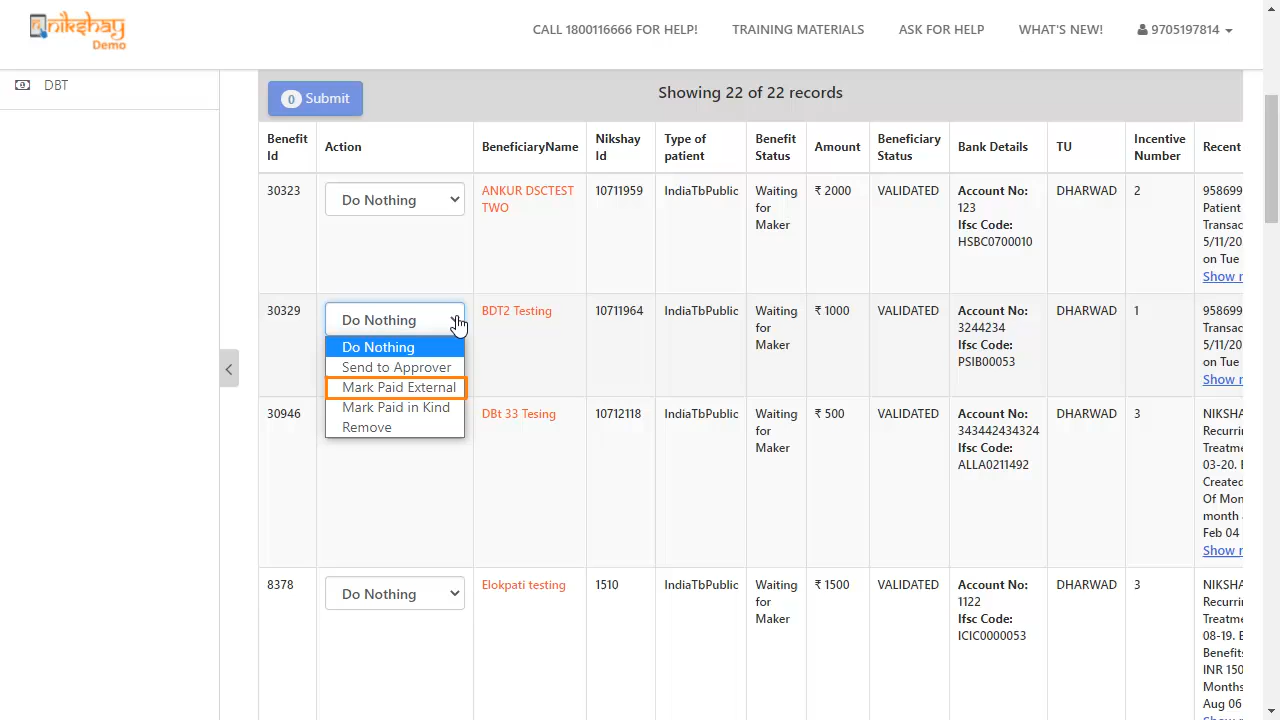 nikshay
Demo
CALL 1800116666 FOR HELP!
TRAINING MATERIALS
ASK FOR HELP
WHAT'S NEW!
9705197814
DBT
0 Submit
Showing 22 of 22 records
Benefit Id
Action
BeneficiaryName
Nikshay Id
Type of patient
Benefit Status
Amount
Beneficiary Status
Bank Details
TU
Incentive Number
Recent
30323
Do Nothing
ANKUR DSCTEST
TWO
10711959
IndiaTbPublic
Waiting
for
Maker
₹ 2000
VALIDATED
Account No:
123
Ifsc Code:
HSBC0700010
DHARWAD
2
958699
Patient
Transac
5/11/20
on Tue
Show r
30329
Do Nothing
Do Nothing
Send to Approver
Mark Paid External
Mark Paid in Kind
Remove
BDT2 Testing
10711964
IndiaTbPublic
Waiting
for
Maker
₹ 1000
VALIDATED
Account No:
3244234
Ifsc Code:
PSIB00053
DHARWAD
1
958699
Transac
5/11/20
on Tue
Show r
30946
DBt 33 Tesing
10712118
IndiaTbPublic
Waiting
for
Maker
₹ 500
VALIDATED
Account No:
343442434324
Ifsc Code:
ALLA0211492
DHARWAD
3
NIKSHA
Recurrin
Treatme
03-20. E
Created
Of Mon
month
Feb 04
Show r
8378
Do Nothing
Elokpati testing
1510
IndiaTbPublic
Waiting
for
Maker
₹ 1500
VALIDATED
Account No:
1122
Ifsc Code:
ICIC0000053
DHARWAD
3
NIKSHA
Recurrin
Treatme
08-19. E
Benefits
INR 150
Months
Aug 06